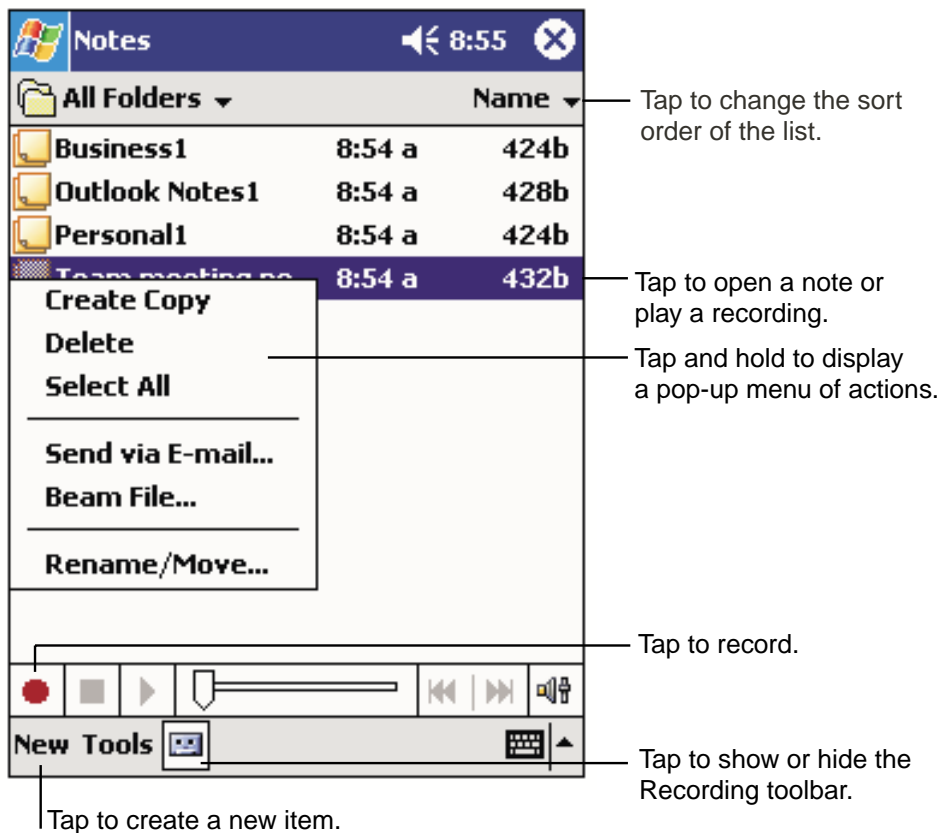 Notes 8:55
All Folders Name
Tap to change the sort
order of the list.
Business1 8:54 a 424b
Outlook Notes1 8:54 a 428b
Personal1 8:54 a 424b
Team meeting no 8:54 a 432b
Tap to open a note or
play a recording.
Create Copy
Delete
Select All
Tap and hold to display
a pop-up menu of actions.
Send via E-mail...
Beam File...
Rename/Move...
Tap to record.
New Tools
Tap to show or hide the
Recording toolbar.
Tap to create a new item.